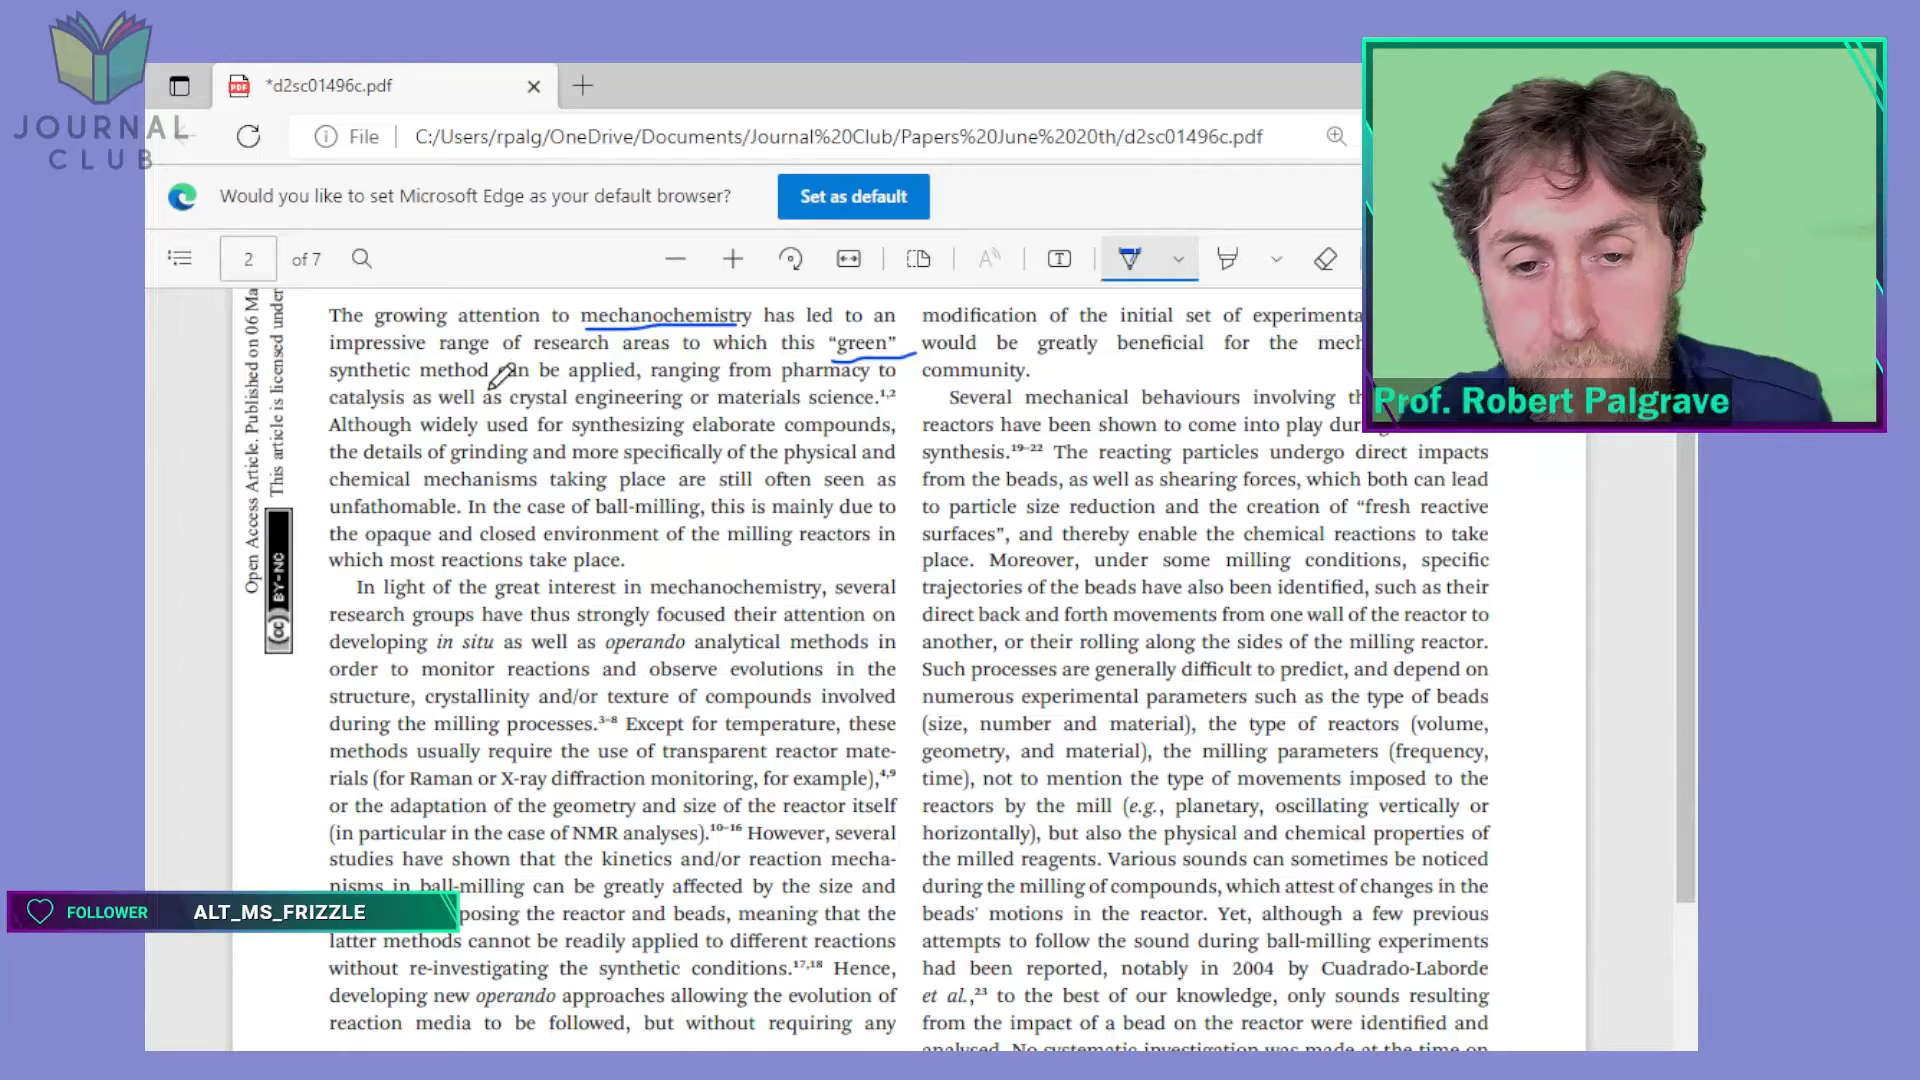 JOURNAL
CLUB
*d2sc01496c.pdf
File
C:/Users/rpalg/OneDrive/Documents/Journal%20Club/Papers%20June%2020th/d2sc01496c.pdf
Would you like to set Microsoft Edge as your default browser?
Set as default
2 of 7
Open Access Article. Published on 06 Ma
This article is licensed under
(cc) BY-NC
The growing attention to mechanochemistry has led to an
impressive range of research areas to which this “green”
synthetic method can be applied, ranging from pharmacy to
catalysis as well as crystal engineering or materials science.¹,²
Although widely used for synthesizing elaborate compounds,
the details of grinding and more specifically of the physical and
chemical mechanisms taking place are still often seen as
unfathomable. In the case of ball-milling, this is mainly due to
the opaque and closed environment of the milling reactors in
which most reactions take place.
In light of the great interest in mechanochemistry, several
research groups have thus strongly focused their attention on
developing in situ as well as operando analytical methods in
order to monitor reactions and observe evolutions in the
structure, crystallinity and/or texture of compounds involved
during the milling processes.³⁻⁸ Except for temperature, these
methods usually require the use of transparent reactor mate-
rials (for Raman or X-ray diffraction monitoring, for example),⁴,⁹
or the adaptation of the geometry and size of the reactor itself
(in particular in the case of NMR analyses).¹⁰⁻¹⁶ However, several
studies have shown that the kinetics and/or reaction mecha-
nisms in ball-milling can be greatly affected by the size and
posing the reactor and beads, meaning that the
latter methods cannot be readily applied to different reactions
without re-investigating the synthetic conditions.¹⁷,¹⁸ Hence,
developing new operando approaches allowing the evolution of
reaction media to be followed, but without requiring any
modification of the initial set of experimenta
would be greatly beneficial for the mech
community.
Several mechanical behaviours involving th
reactors have been shown to come into play dur
synthesis.¹⁹⁻²² The reacting particles undergo direct impacts
from the beads, as well as shearing forces, which both can lead
to particle size reduction and the creation of “fresh reactive
surfaces”, and thereby enable the chemical reactions to take
place. Moreover, under some milling conditions, specific
trajectories of the beads have also been identified, such as their
direct back and forth movements from one wall of the reactor to
another, or their rolling along the sides of the milling reactor.
Such processes are generally difficult to predict, and depend on
numerous experimental parameters such as the type of beads
(size, number and material), the type of reactors (volume,
geometry, and material), the milling parameters (frequency,
time), not to mention the type of movements imposed to the
reactors by the mill (e.g., planetary, oscillating vertically or
horizontally), but also the physical and chemical properties of
the milled reagents. Various sounds can sometimes be noticed
during the milling of compounds, which attest of changes in the
beads' motions in the reactor. Yet, although a few previous
attempts to follow the sound during ball-milling experiments
had been reported, notably in 2004 by Cuadrado-Laborde
et al.,²³ to the best of our knowledge, only sounds resulting
from the impact of a bead on the reactor were identified and
analysed. No systematic investigation was made at the time on
Prof. Robert Palgrave
FOLLOWER ALT_MS_FRIZZLE